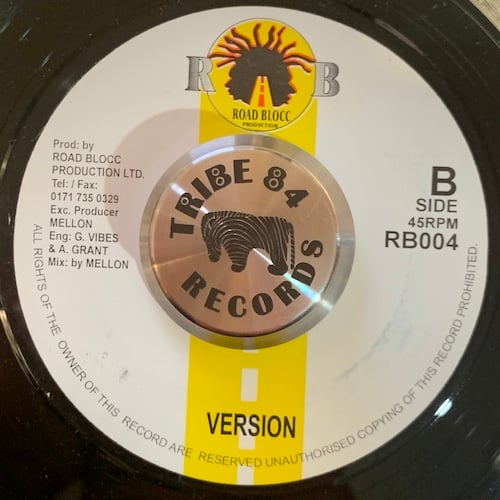 R B
ROAD BLOCC
PRODUCTION
Prod: by
ROAD BLOCC
PRODUCTION LTD.
Tel: / Fax:
0171 735 0329
Exc. Producer
MELLON
Eng: G. VIBES
& A. GRANT
Mix: by MELLON
TRIBE 84
RECORDS
B
SIDE
45RPM
RB004
VERSION
ALL RIGHTS OF THE OWNER OF THIS RECORD ARE RESERVED UNAUTHORISED COPYING OF THIS RECORD PROHIBITED.